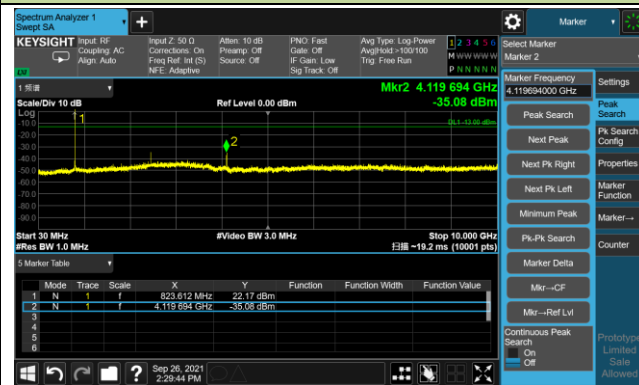 Spectrum Analyzer 1
Swept SA
Marker
KEYSIGHT
Input: RF
Coupling: AC
Align: Auto
Input Z: 50 Ω
Corrections: On
Freq Ref: Int (S)
NFE: Adaptive
Atten: 10 dB
Preamp: Off
Source: Off
PNO: Fast
Gate: Off
IF Gain: Low
Sig Track: Off
Avg Type: Log-Power
Avg|Hold:>100/100
Trig: Free Run
1 2 3 4 5 6
M W W W W W
P N N N N N
Select Marker
Marker 2
1 频谱
Mkr2 4.119 694 GHz
-35.08 dBm
Scale/Div 10 dB
Ref Level 0.00 dBm
Log
-10.0
-20.0
-30.0
-40.0
-50.0
-60.0
-70.0
-80.0
-90.0
1
2
DL1 -13.00 dBm
Start 30 MHz
#Res BW 1.0 MHz
#Video BW 3.0 MHz
Stop 10.000 GHz
扫描 ~19.2 ms (10001 pts)
5 Marker Table
Mode Trace Scale X Y Function Function Width Function Value
1 N 1 f 823.612 MHz 22.17 dBm
2 N 1 f 4.119 694 GHz -35.08 dBm
3
4
5
6
Sep 26, 2021
2:29:44 PM
Marker Frequency
4.119694000 GHz
Peak Search
Next Peak
Next Pk Right
Next Pk Left
Minimum Peak
Pk-Pk Search
Marker Delta
Mkr→CF
Mkr→Ref Lvl
Continuous Peak
Search
On
Off
Settings
Peak
Search
Pk Search
Config
Properties
Marker
Function
Marker→
Counter
Prototype
Limited
Sale
Allowed